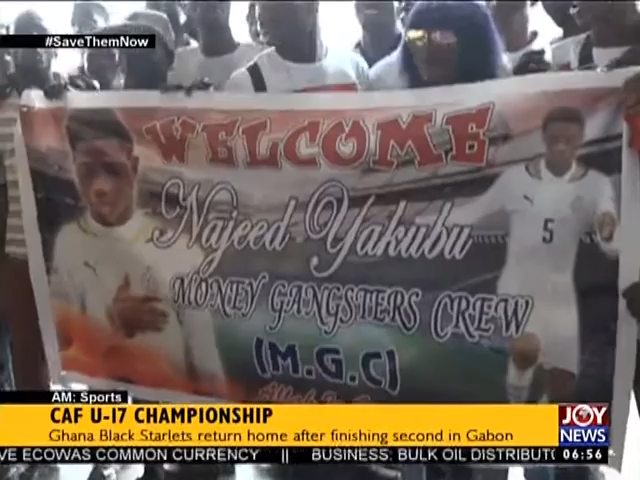 #SaveThemNow
WELCOME
Najeed Yakubu
5
MONEY GANGSTERS CREW
(M.G.C)
AM: Sports
CAF U-17 CHAMPIONSHIP
Ghana Black Starlets return home after finishing second in Gabon
JOY
NEWS
VE ECOWAS COMMON CURRENCY || BUSINESS: BULK OIL DISTRIBUT
06:56